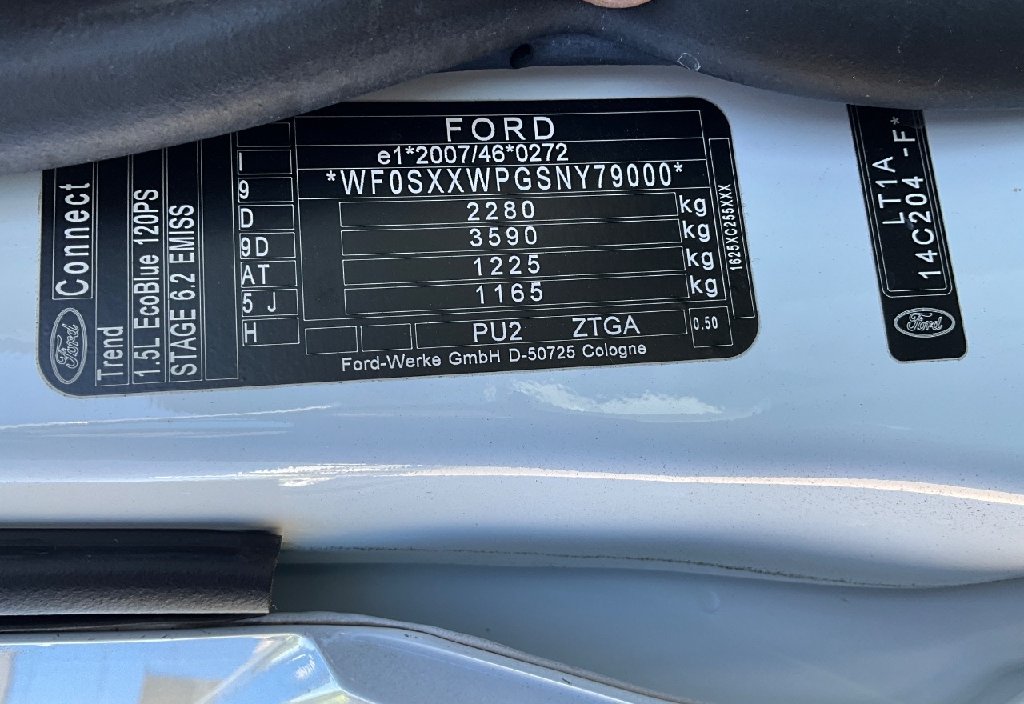 FORD
e1*2007/46*0272
*WF0SXXWPGSNY79000*
2280 kg
3590 kg
1225 kg
1165 kg
PU2 ZTGA
0.50
Ford-Werke GmbH D-50725 Cologne
I
9
D
9D
AT
5 J
H
Ford
Connect
Trend
1.5L EcoBlue 120PS
STAGE 6.2 EMISS
1625XC255XXX
LT1A
14C204 -F*
Ford